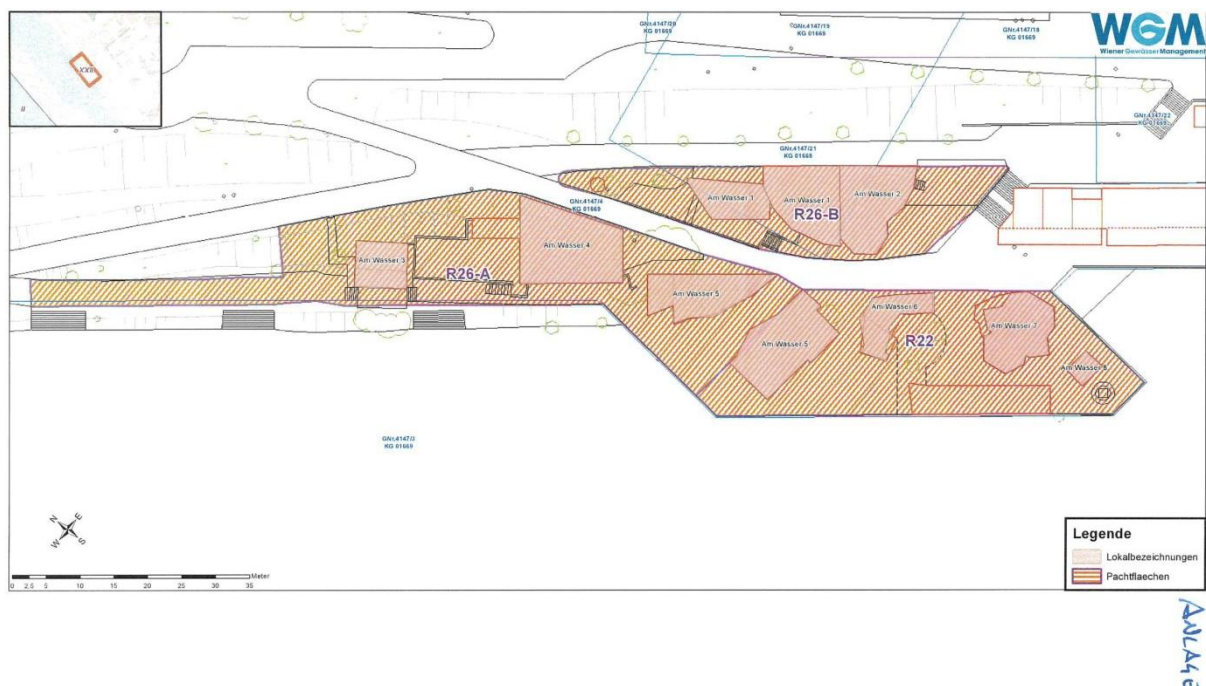 GNr.4147/20
KG 01669
GNr.4147/19
KG 01669
GNr.4147/18
KG 01669
WGM
Wiener GewässerManagement
XXII
II
GNr.4147/22
KG 01669
GNr.4147/21
KG 01669
GNr.4147/4
KG 01669
Am Wasser 1
Am Wasser 1
Am Wasser 2
R26-B
Am Wasser 3
R26-A
Am Wasser 4
Am Wasser 5
Am Wasser 5
Am Wasser 6
R22
Am Wasser 7
Am Wasser 8
GNr.4147/3
KG 01669
N
E
W
S
0 2,5 5 10 15 20 25 30 35 Meter
Legende
Lokalbezeichnungen
Pachtflaechen
ANLAGE